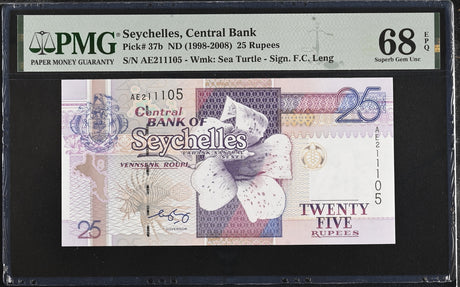 PMG
PAPER MONEY GUARANTY
Seychelles, Central Bank
Pick# 37b ND (1998-2008) 25 Rupees
S/N AE211105 - Wmk: Sea Turtle - Sign. F.C. Leng
68 EPQ
Superb Gem Unc
AE211105
Central
BANK OF
Seychelles
VENNSENK ROUPI
25
AE211105
GOVERNOR
25
TWENTY
FIVE
RUPEES